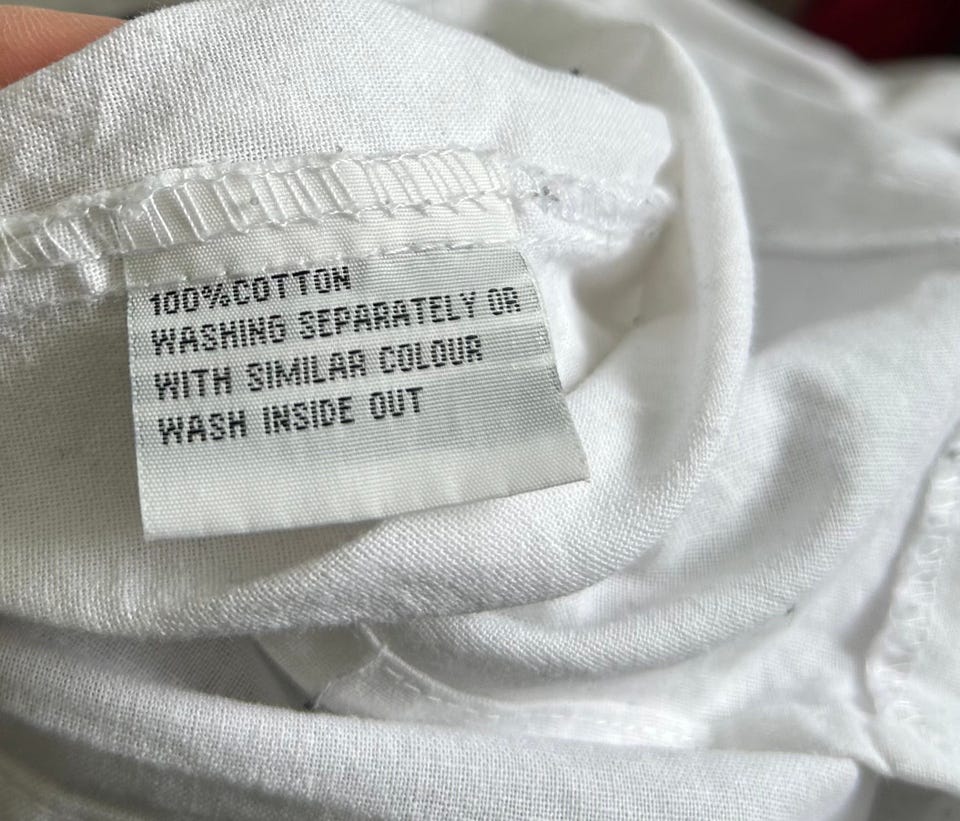 100%COTTON
WASHING SEPARATELY OR
WITH SIMILAR COLOUR
WASH INSIDE OUT